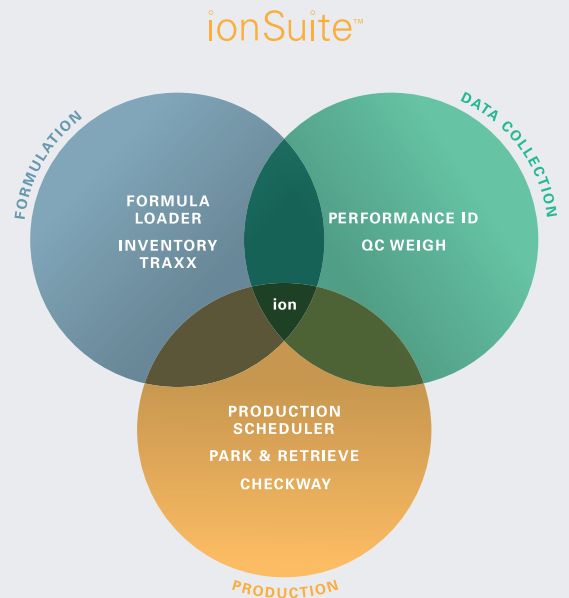 ionSuite™
FORMULATION
DATA COLLECTION
FORMULA
LOADER
INVENTORY
TRAXX
PERFORMANCE ID
QC WEIGH
ion
PRODUCTION
SCHEDULER
PARK & RETRIEVE
CHECKWAY
PRODUCTION